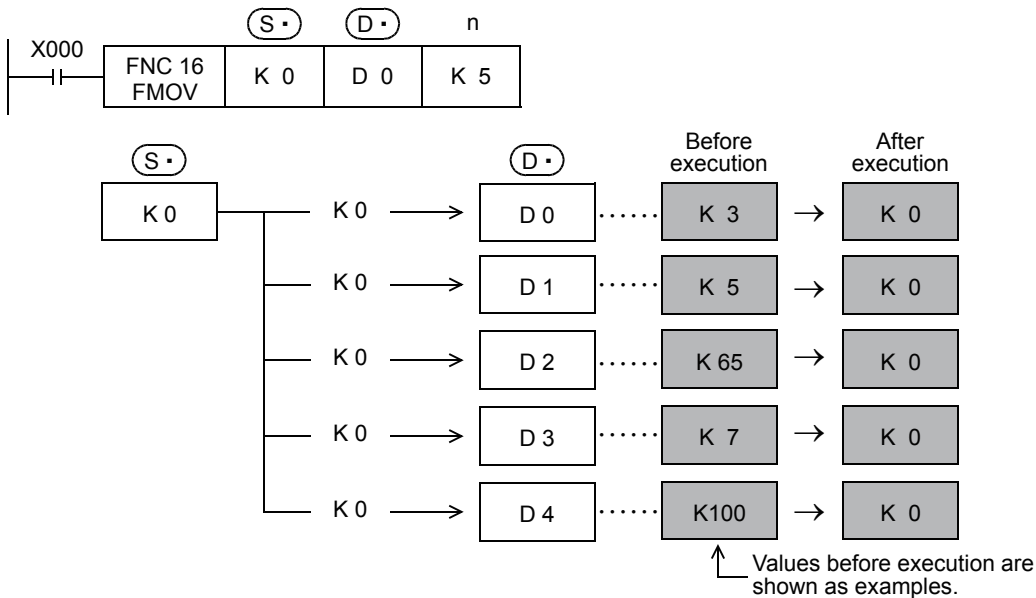 S· D· n
X000
FNC 16
FMOV
K 0 D 0 K 5
S· D· Before
execution After
execution
K 0 K 0 D 0 ...... K 3 → K 0
K 0 D 1 ...... K 5 → K 0
K 0 D 2 ...... K 65 → K 0
K 0 D 3 ...... K 7 → K 0
K 0 D 4 ...... K100 → K 0
Values before execution are
shown as examples.